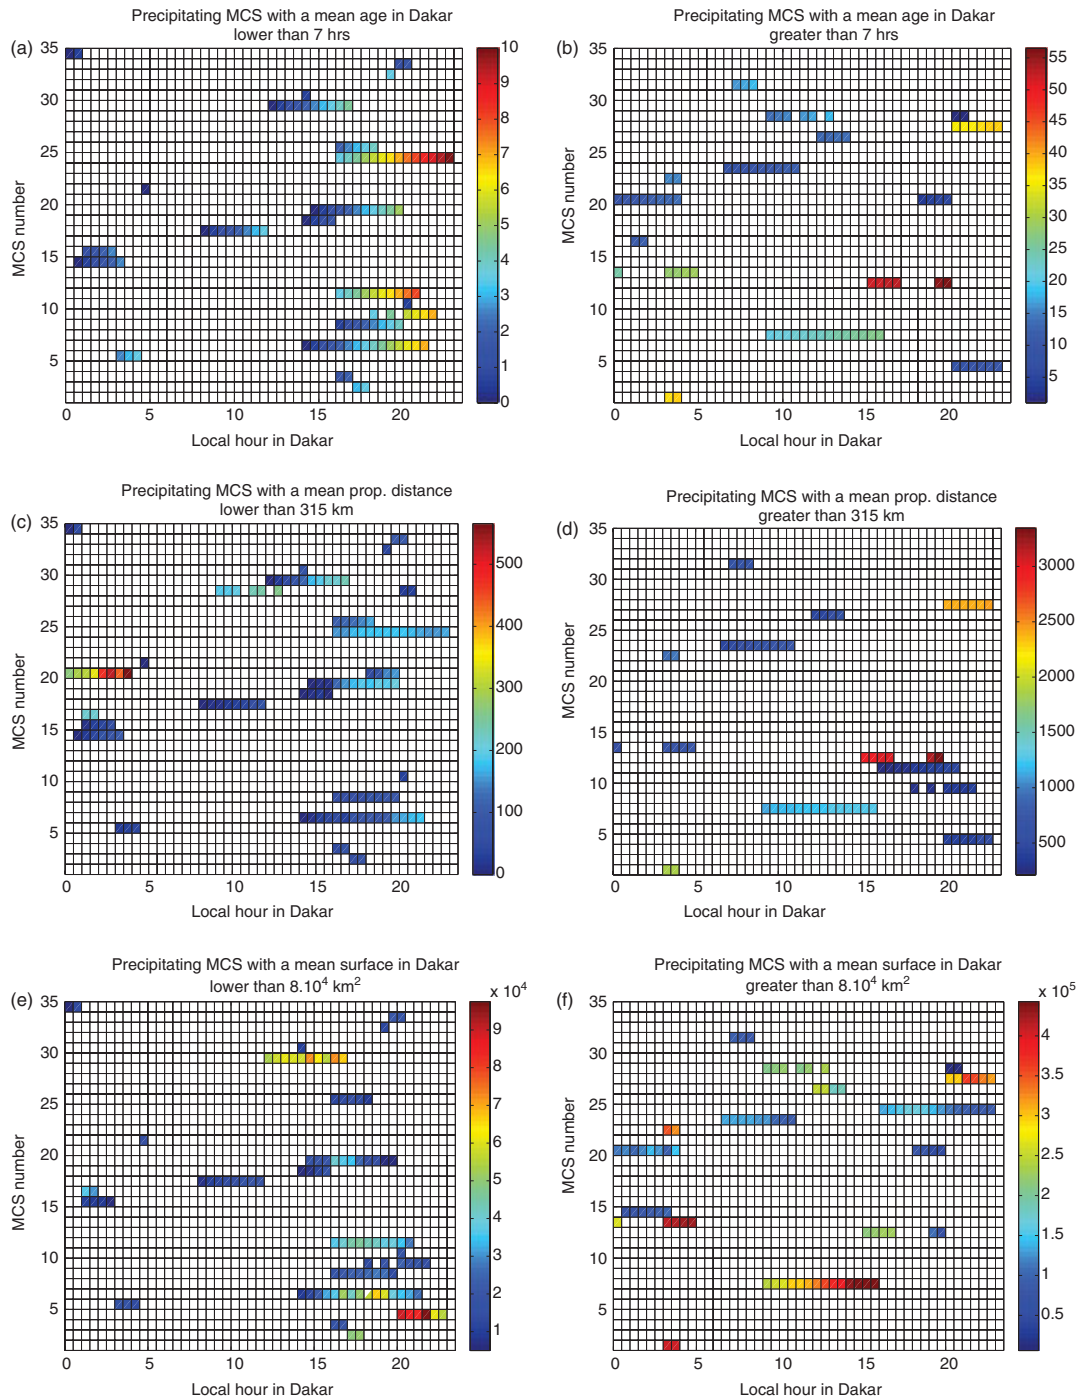 Precipitating MCS with a mean age in Dakar
lower than 7 hrs
(a)
35
30
25
20
15
10
5
MCS number
0 5 10 15 20
Local hour in Dakar
10
9
8
7
6
5
4
3
2
1
0
Precipitating MCS with a mean age in Dakar
greater than 7 hrs
(b)
35
30
25
20
15
10
5
MCS number
0 5 10 15 20
Local hour in Dakar
55
50
45
40
35
30
25
20
15
10
5
Precipitating MCS with a mean prop. distance
lower than 315 km
(c)
35
30
25
20
15
10
5
MCS number
0 5 10 15 20
Local hour in Dakar
500
400
300
200
100
0
Precipitating MCS with a mean prop. distance
greater than 315 km
(d)
35
30
25
20
15
10
5
MCS number
0 5 10 15 20
Local hour in Dakar
3000
2500
2000
1500
1000
500
Precipitating MCS with a mean surface in Dakar
lower than 8.10⁴ km²
(e)
35
30
25
20
15
10
5
MCS number
0 5 10 15 20
Local hour in Dakar
x 10⁴
9
8
7
6
5
4
3
2
1
Precipitating MCS with a mean surface in Dakar
greater than 8.10⁴ km²
(f)
35
30
25
20
15
10
5
MCS number
0 5 10 15 20
Local hour in Dakar
x 10⁵
4
3.5
3
2.5
2
1.5
1
0.5